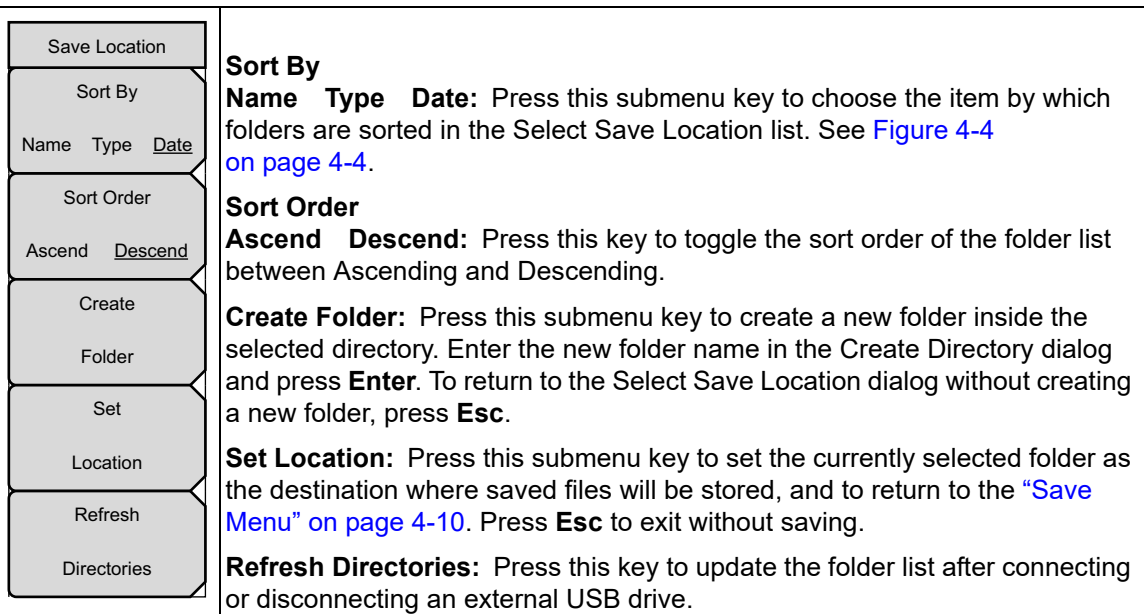 Save Location
Sort By
Name Type Date
Sort Order
Ascend Descend
Create
Folder
Set
Location
Refresh
Directories
Sort By
Name Type Date: Press this submenu key to choose the item by which
folders are sorted in the Select Save Location list. See Figure 4-4
on page 4-4.
Sort Order
Ascend Descend: Press this key to toggle the sort order of the folder list
between Ascending and Descending.
Create Folder: Press this submenu key to create a new folder inside the
selected directory. Enter the new folder name in the Create Directory dialog
and press Enter. To return to the Select Save Location dialog without creating
a new folder, press Esc.
Set Location: Press this submenu key to set the currently selected folder as
the destination where saved files will be stored, and to return to the “Save
Menu” on page 4-10. Press Esc to exit without saving.
Refresh Directories: Press this key to update the folder list after connecting
or disconnecting an external USB drive.